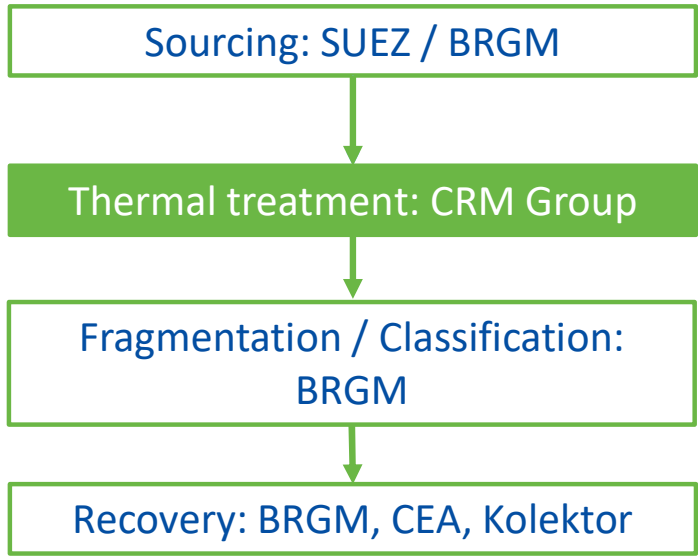 Sourcing: SUEZ / BRGM
Thermal treatment: CRM Group
Fragmentation / Classification:
BRGM
Recovery: BRGM, CEA, Kolektor